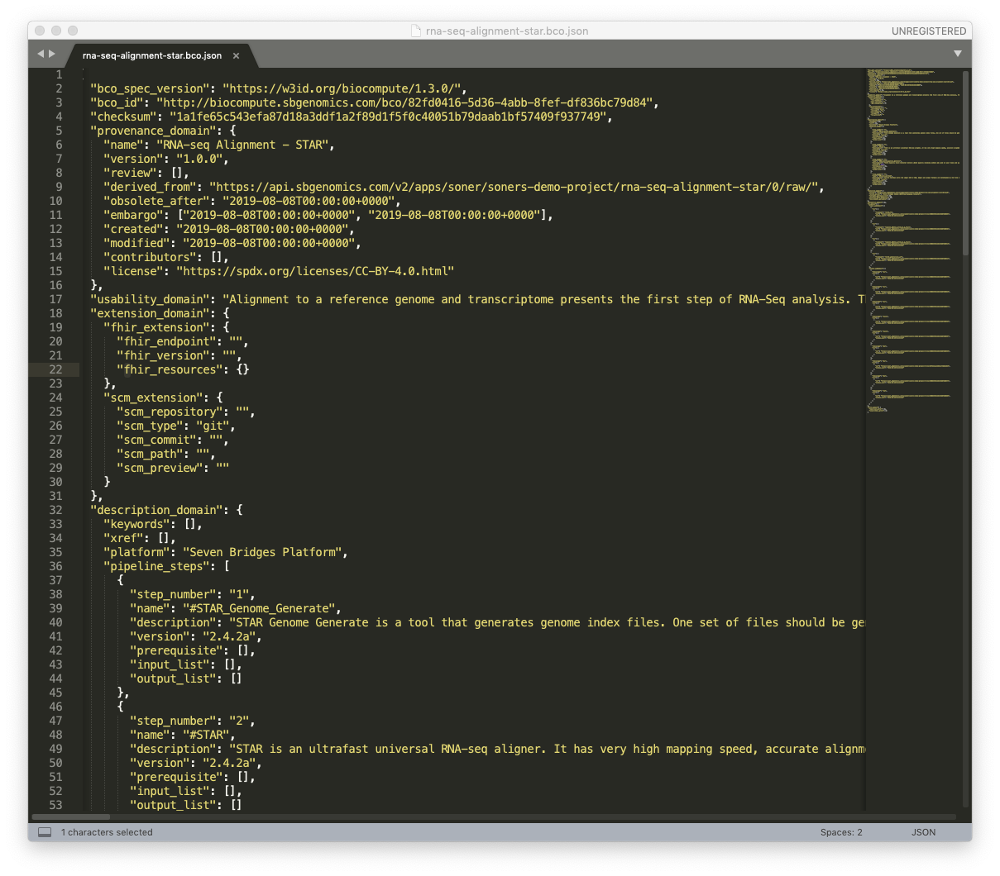 rna-seq-alignment-star.bco.json
UNREGISTERED
rna-seq-alignment-star.bco.json ×
1
2 "bco_spec_version": "https://w3id.org/biocompute/1.3.0/",
3 "bco_id": "http://biocompute.sbgenomics.com/bco/82fd0416-5d36-4abb-8fef-df836bc79d84",
4 "checksum": "1a1fe65c543efa87d18a3ddf1a2f89d1f5f0c40051b79daab1bf57409f937749",
5 "provenance_domain": {
6 "name": "RNA-seq Alignment - STAR",
7 "version": "1.0.0",
8 "review": [],
9 "derived_from": "https://api.sbgenomics.com/v2/apps/soner/soners-demo-project/rna-seq-alignment-star/0/raw/",
10 "obsolete_after": "2019-08-08T00:00:00+0000",
11 "embargo": ["2019-08-08T00:00:00+0000", "2019-08-08T00:00:00+0000"],
12 "created": "2019-08-08T00:00:00+0000",
13 "modified": "2019-08-08T00:00:00+0000",
14 "contributors": [],
15 "license": "https://spdx.org/licenses/CC-BY-4.0.html"
16 },
17 "usability_domain": "Alignment to a reference genome and transcriptome presents the first step of RNA-Seq analysis.
18 "extension_domain": {
19 "fhir_extension": {
20 "fhir_endpoint": "",
21 "fhir_version": "",
22 "fhir_resources": {}
23 },
24 "scm_extension": {
25 "scm_repository": "",
26 "scm_type": "git",
27 "scm_commit": "",
28 "scm_path": "",
29 "scm_preview": ""
30 }
31 },
32 "description_domain": {
33 "keywords": [],
34 "xref": [],
35 "platform": "Seven Bridges Platform",
36 "pipeline_steps": [
37 {
38 "step_number": "1",
39 "name": "#STAR_Genome_Generate",
40 "description": "STAR Genome Generate is a tool that generates genome index files. One set of files should be
41 "version": "2.4.2a",
42 "prerequisite": [],
43 "input_list": [],
44 "output_list": []
45 },
46 {
47 "step_number": "2",
48 "name": "#STAR",
49 "description": "STAR is an ultrafast universal RNA-seq aligner. It has very high mapping speed, accurate
50 "version": "2.4.2a",
51 "prerequisite": [],
52 "input_list": [],
53 "output_list": []
1 characters selected
Spaces: 2
JSON